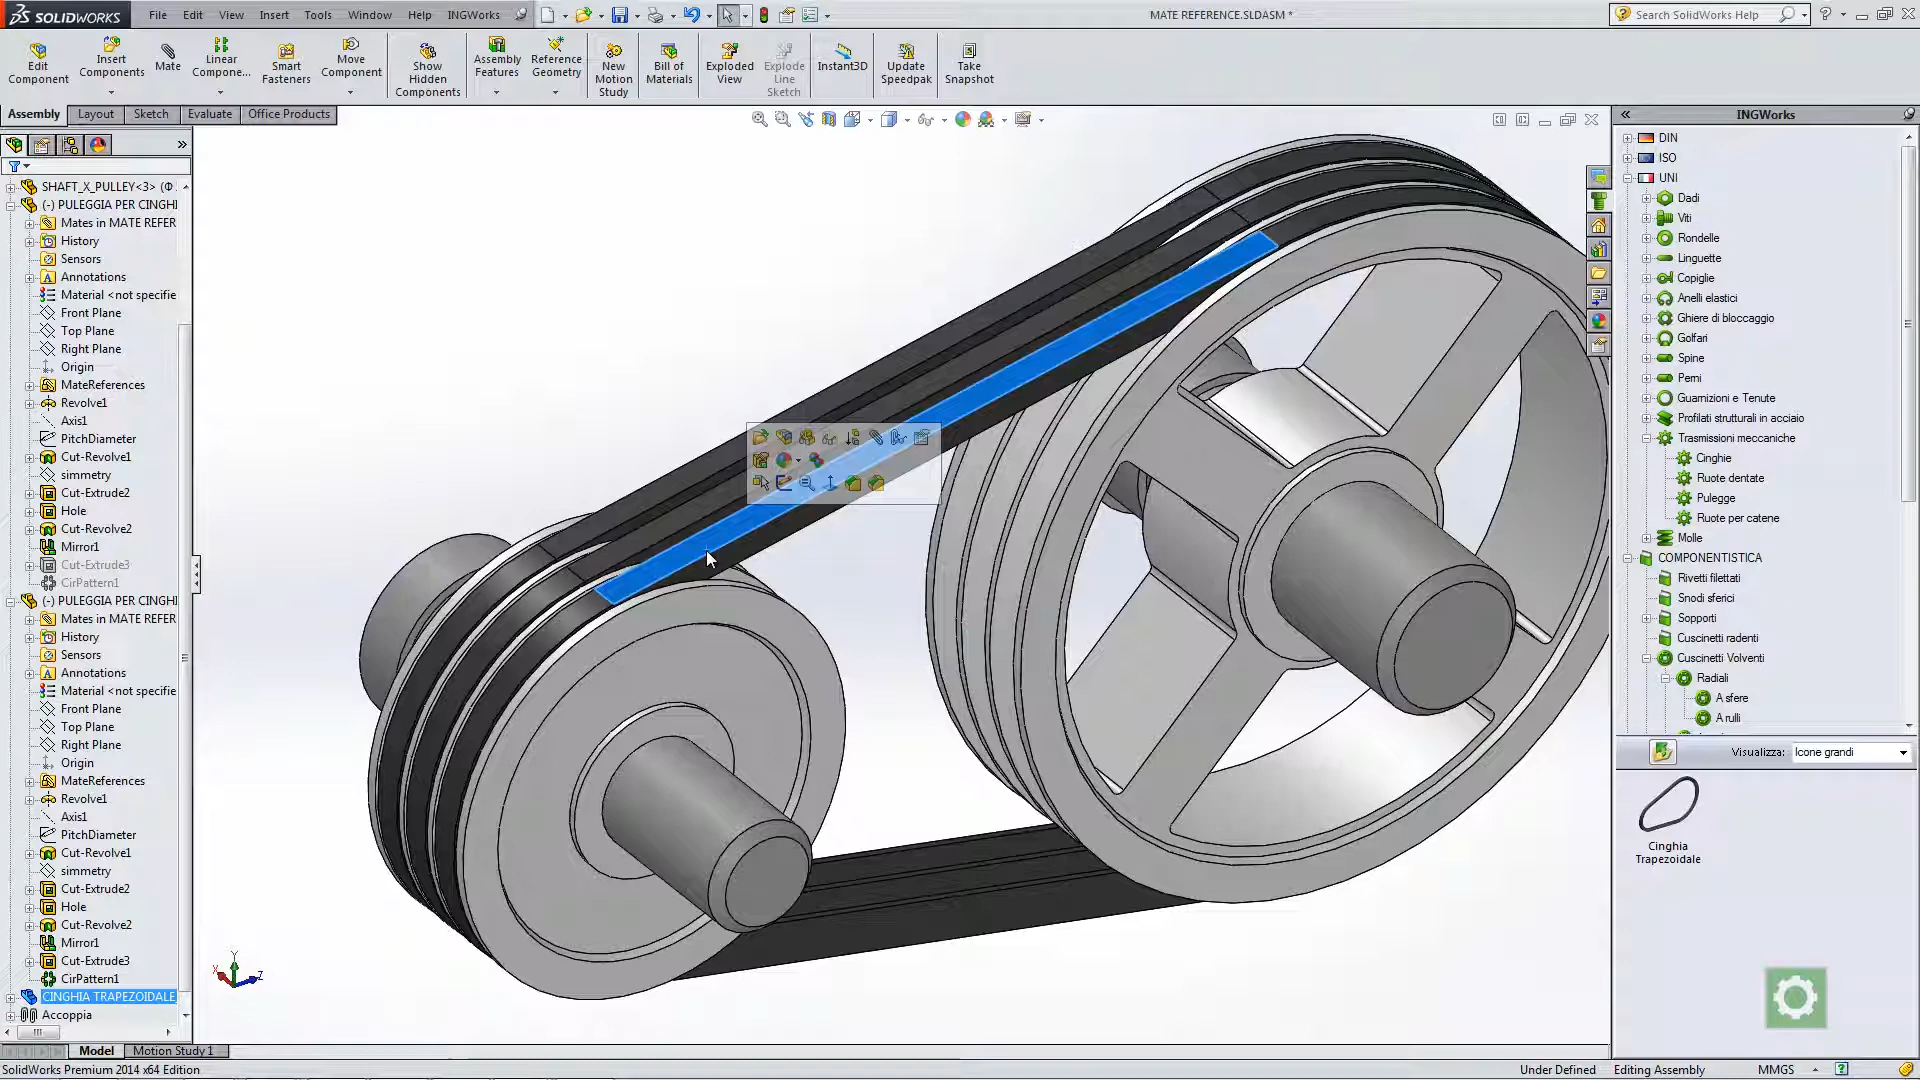 SOLIDWORKS File Edit View Insert Tools Window Help INGWorks MATE REFERENCE.SLDASM * Search SolidWorks Help
Edit Component
Insert Components
Mate
Linear Compone...
Smart Fasteners
Move Component
Show Hidden Components
Assembly Features
Reference Geometry
New Motion Study
Bill of Materials
Exploded View
Explode Line Sketch
Instant3D
Update Speedpak
Take Snapshot
Assembly Layout Sketch Evaluate Office Products
SHAFT_X_PULLEY<3> (Φ
(-) PULEGGIA PER CINGHI
Mates in MATE REFER
History
Sensors
Annotations
Material <not specifie
Front Plane
Top Plane
Right Plane
Origin
MateReferences
Revolve1
Axis1
PitchDiameter
Cut-Revolve1
simmetry
Cut-Extrude2
Hole
Cut-Revolve2
Mirror1
Cut-Extrude3
CirPattern1
(-) PULEGGIA PER CINGHI
Mates in MATE REFER
History
Sensors
Annotations
Material <not specifie
Front Plane
Top Plane
Right Plane
Origin
MateReferences
Revolve1
Axis1
PitchDiameter
Cut-Revolve1
simmetry
Cut-Extrude2
Hole
Cut-Revolve2
Mirror1
Cut-Extrude3
CirPattern1
CINGHIA TRAPEZOIDALE
Accoppia
Y
X
Z
INGWorks
DIN
ISO
UNI
Dadi
Viti
Rondelle
Linguette
Copiglie
Anelli elastici
Ghiere di bloccaggio
Golfari
Spine
Perni
Guarnizioni e Tenute
Profilati strutturali in acciaio
Trasmissioni meccaniche
Cinghie
Ruote dentate
Pulegge
Ruote per catene
Molle
COMPONENTISTICA
Rivetti filettati
Snodi sferici
Sopporti
Cuscinetti radenti
Cuscinetti Volventi
Radiali
A sfere
A rulli
Visualizza: Icone grandi
Cinghia
Trapezoidale
Model Motion Study 1
SolidWorks Premium 2014 x64 Edition Under Defined Editing Assembly MMGS